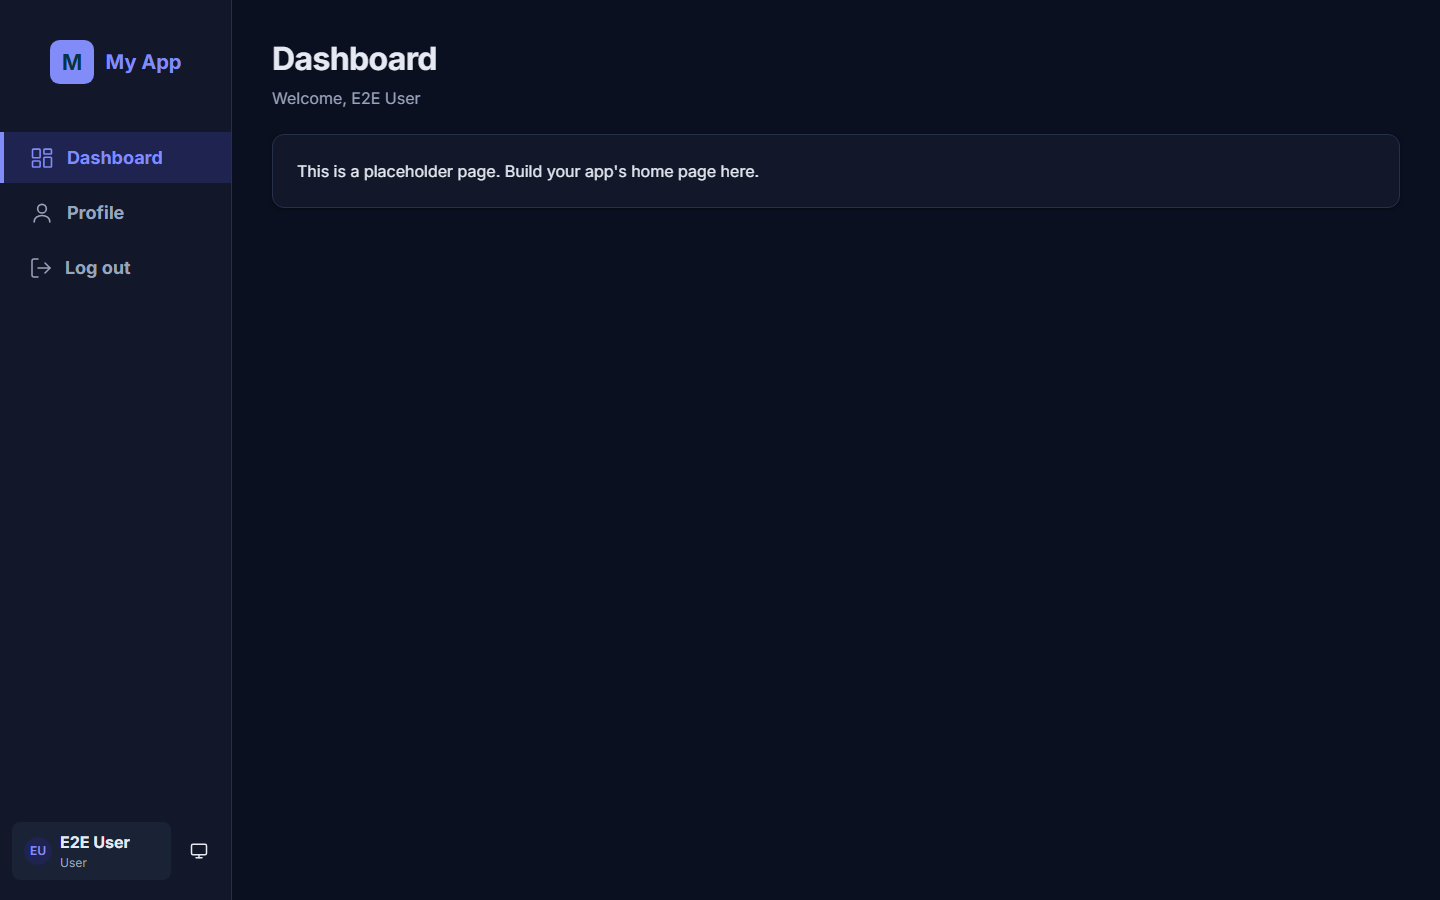 M My App
Dashboard
Profile
Log out
EU E2E User
User
Dashboard
Welcome, E2E User
This is a placeholder page. Build your app's home page here.